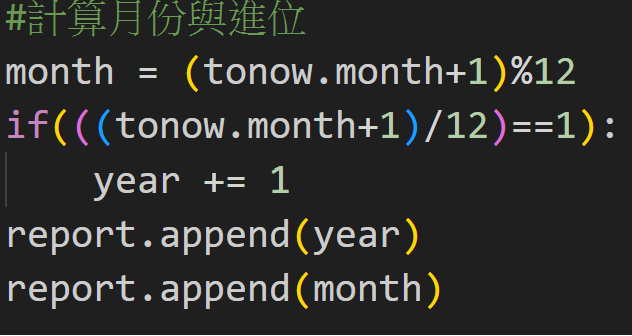 #計算月份與進位
month = (tonow.month+1)%12
if(((tonow.month+1)/12)==1):
    year += 1
report.append(year)
report.append(month)